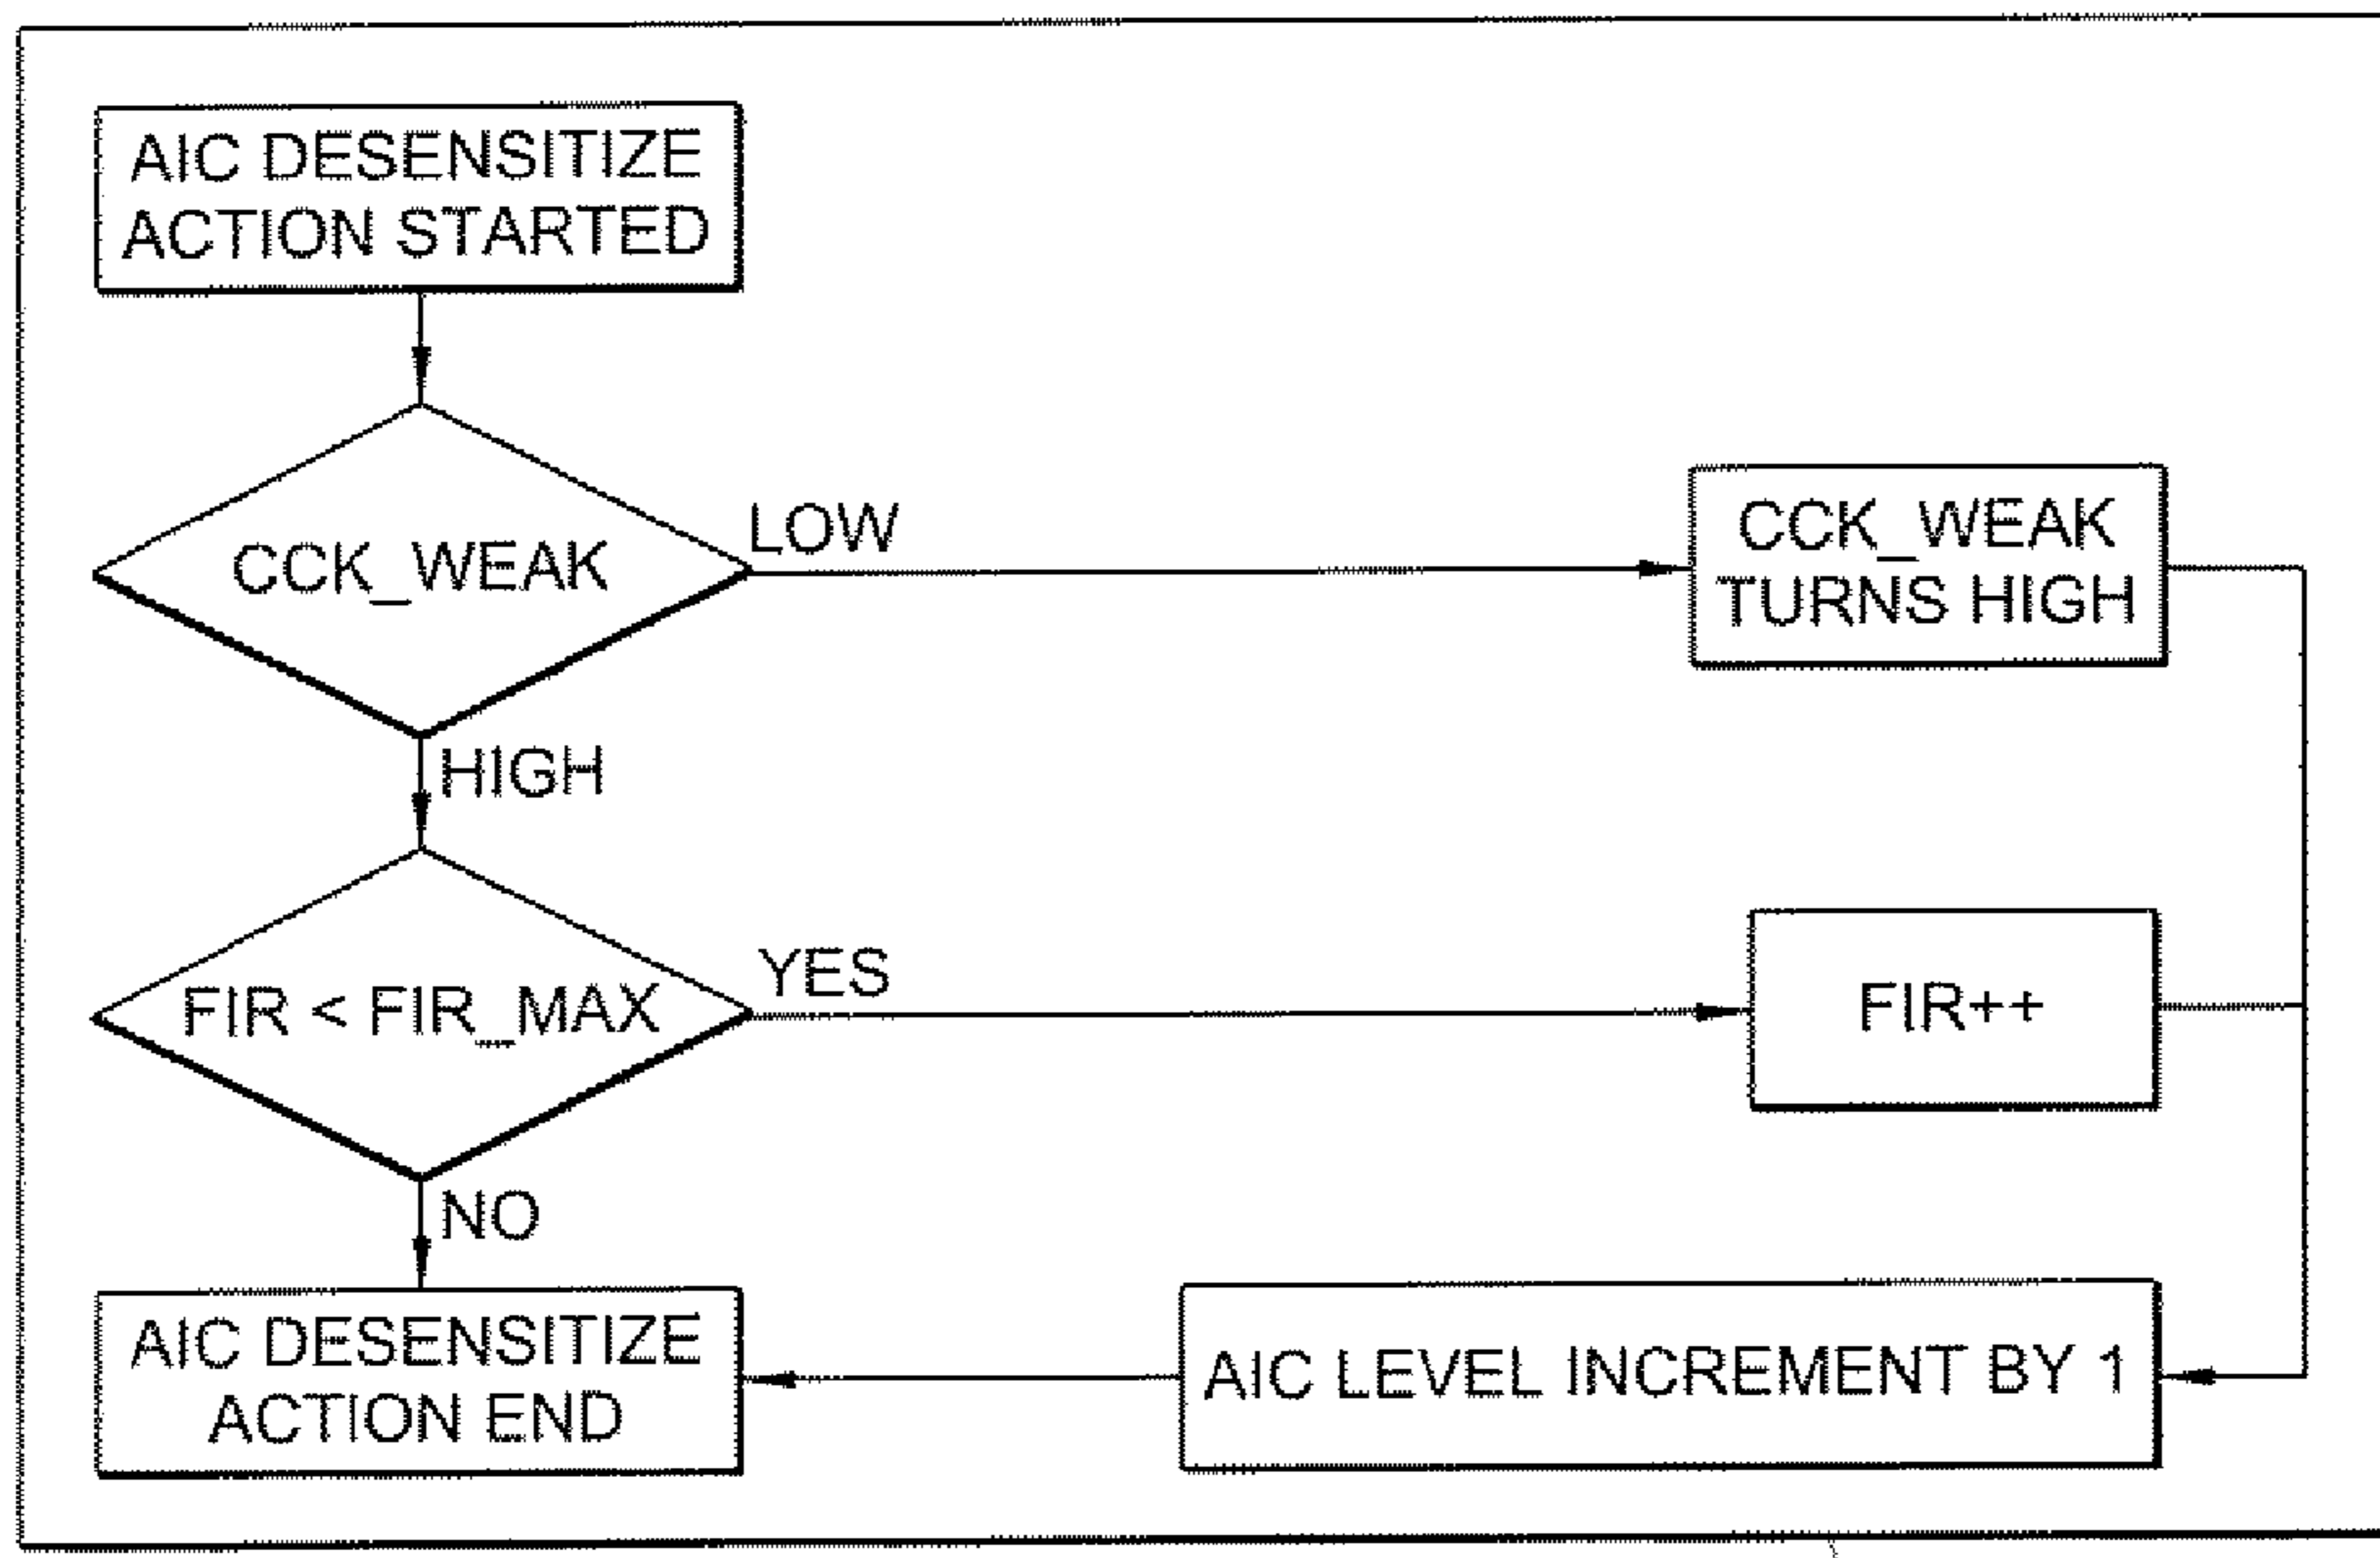 AIC DESENSITIZE
ACTION STARTED
CCK_WEAK
LOW
CCK_WEAK
TURNS HIGH
HIGH
FIR < FIR_MAX
YES
FIR++
NO
AIC DESENSITIZE
ACTION END
AIC LEVEL INCREMENT BY 1